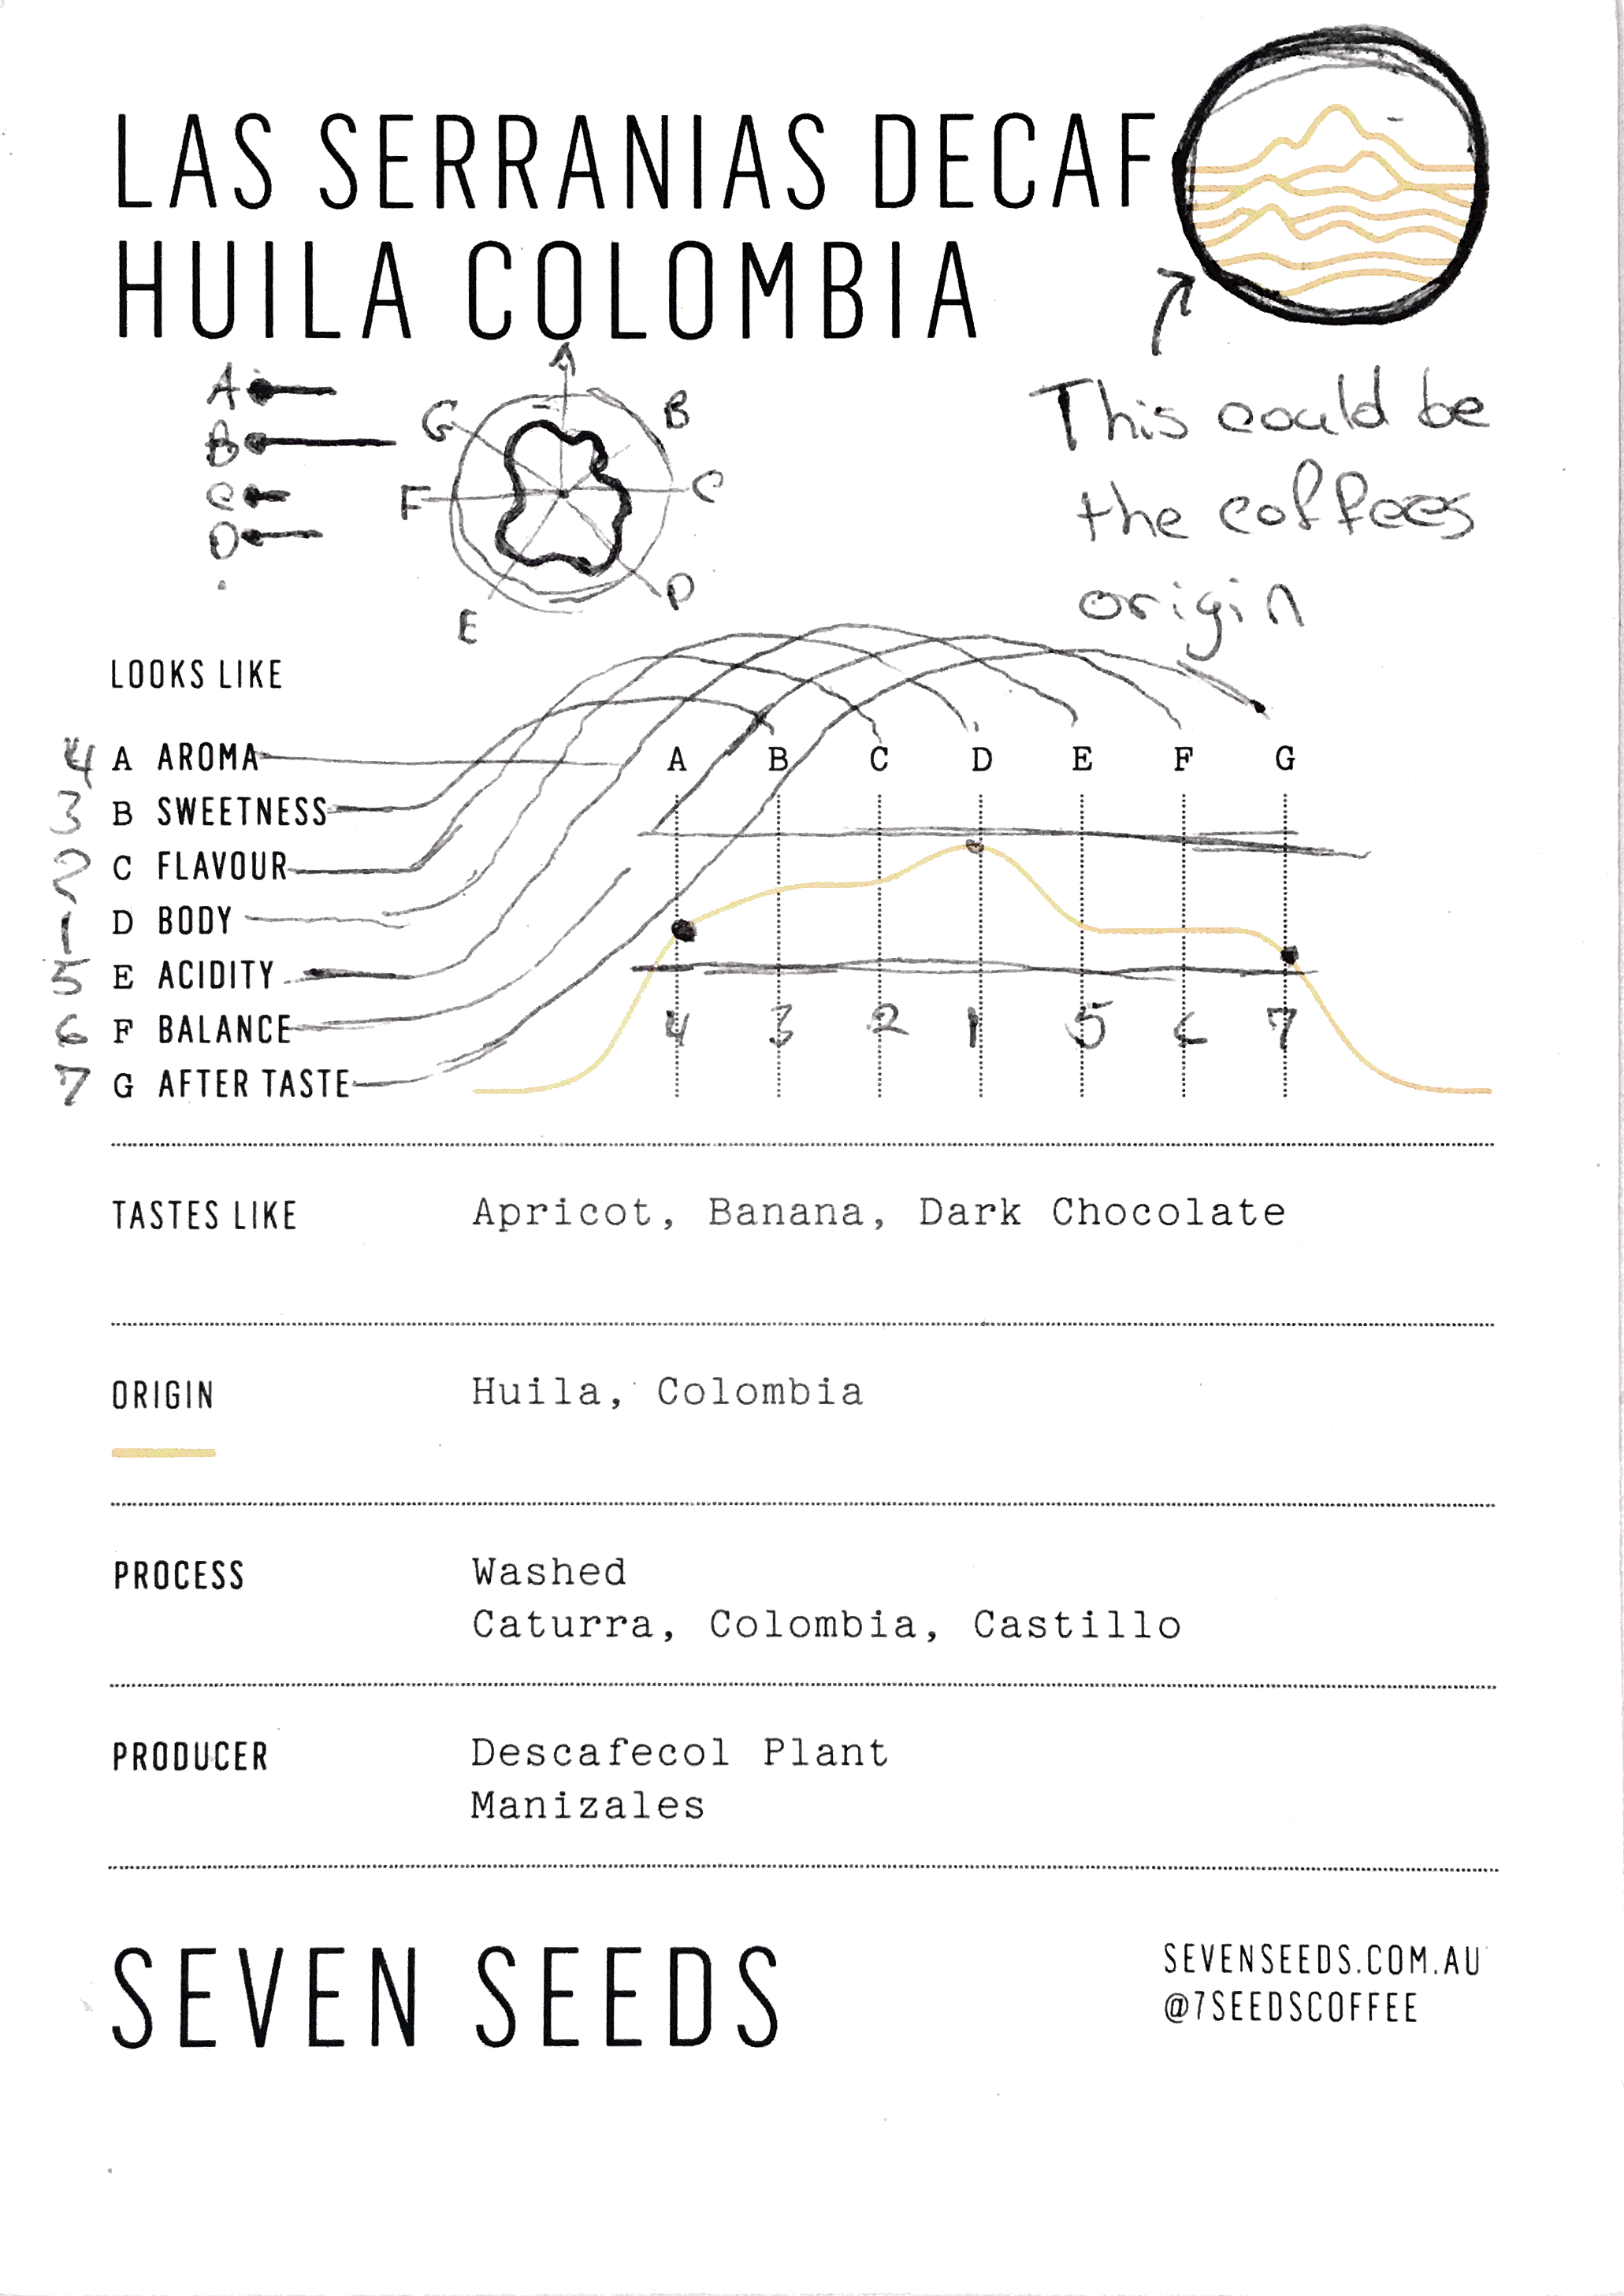 LAS SERRANIAS DECAF
HUILA COLOMBIA
A
B
C
D
A
B
C
D
E
F
G
This could be
the coffees
origin
LOOKS LIKE
4 A AROMA
3 B SWEETNESS
2 C FLAVOUR
1 D BODY
5 E ACIDITY
6 F BALANCE
7 G AFTER TASTE
A B C D E F G
4 3 2 1 5 6 7
TASTES LIKE Apricot, Banana, Dark Chocolate
ORIGIN Huila, Colombia
PROCESS Washed
Caturra, Colombia, Castillo
PRODUCER Descafecol Plant
Manizales
SEVEN SEEDS
SEVENSEEDS.COM.AU
@7SEEDSCOFFEE